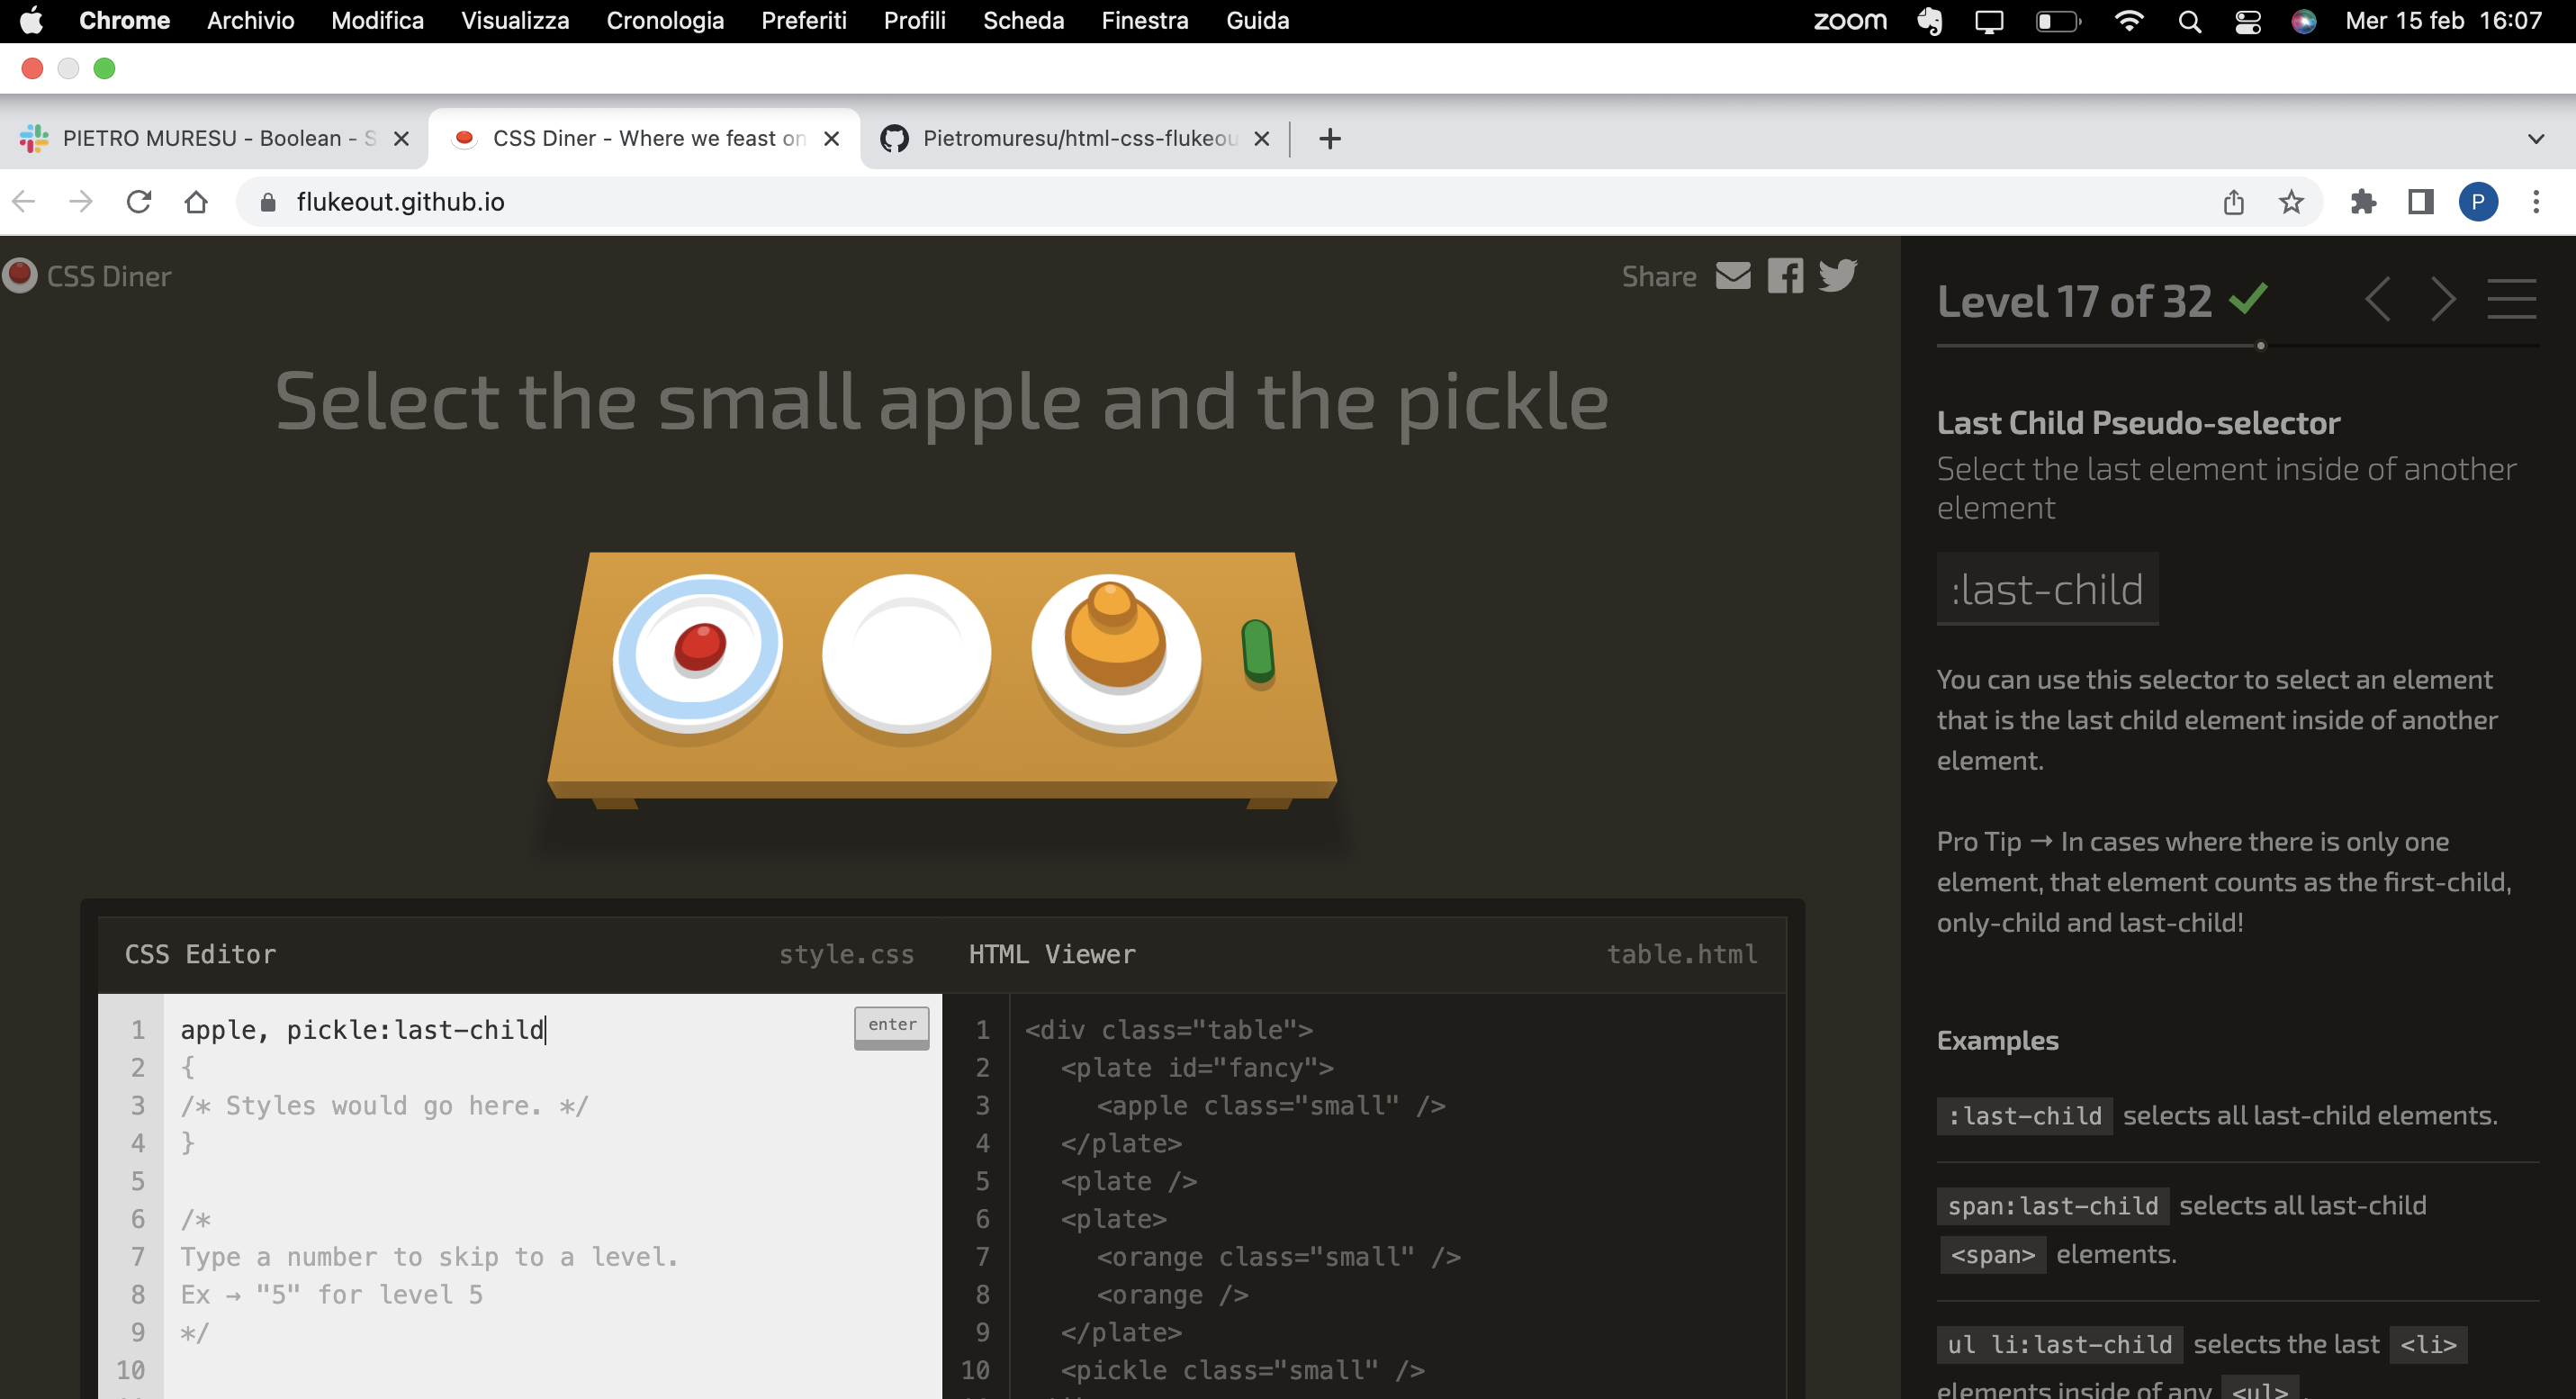 Chrome Archivio Modifica Visualizza Cronologia Preferiti Profili Scheda Finestra Guida zoom Mer 15 feb 16:07
PIETRO MURESU - Boolean - S CSS Diner - Where we feast on Pietromuresu/html-css-flukeou
flukeout.github.io P
CSS Diner
Share
Level 17 of 32
Select the small apple and the pickle
Last Child Pseudo-selector
Select the last element inside of another
element
:last-child
You can use this selector to select an element
that is the last child element inside of another
element.
Pro Tip → In cases where there is only one
element, that element counts as the first-child,
only-child and last-child!
CSS Editor style.css
1 apple, pickle:last-child
enter
2 {
3 /* Styles would go here. */
4 }
5
6 /*
7 Type a number to skip to a level.
8 Ex → "5" for level 5
9 */
10
HTML Viewer table.html
1 <div class="table">
2 <plate id="fancy">
3 <apple class="small" />
4 </plate>
5 <plate />
6 <plate>
7 <orange class="small" />
8 <orange />
9 </plate>
10 <pickle class="small" />
Examples
:last-child selects all last-child elements.
span:last-child selects all last-child
<span> elements.
ul li:last-child selects the last <li>
elements inside of any <ul> .